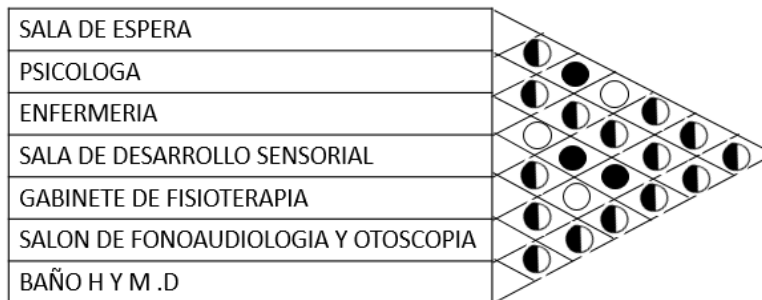 SALA DE ESPERA
PSICOLOGA
ENFERMERIA
SALA DE DESARROLLO SENSORIAL
GABINETE DE FISIOTERAPIA
SALON DE FONOAUDIOLOGIA Y OTOSCOPIA
BAÑO H Y M .D